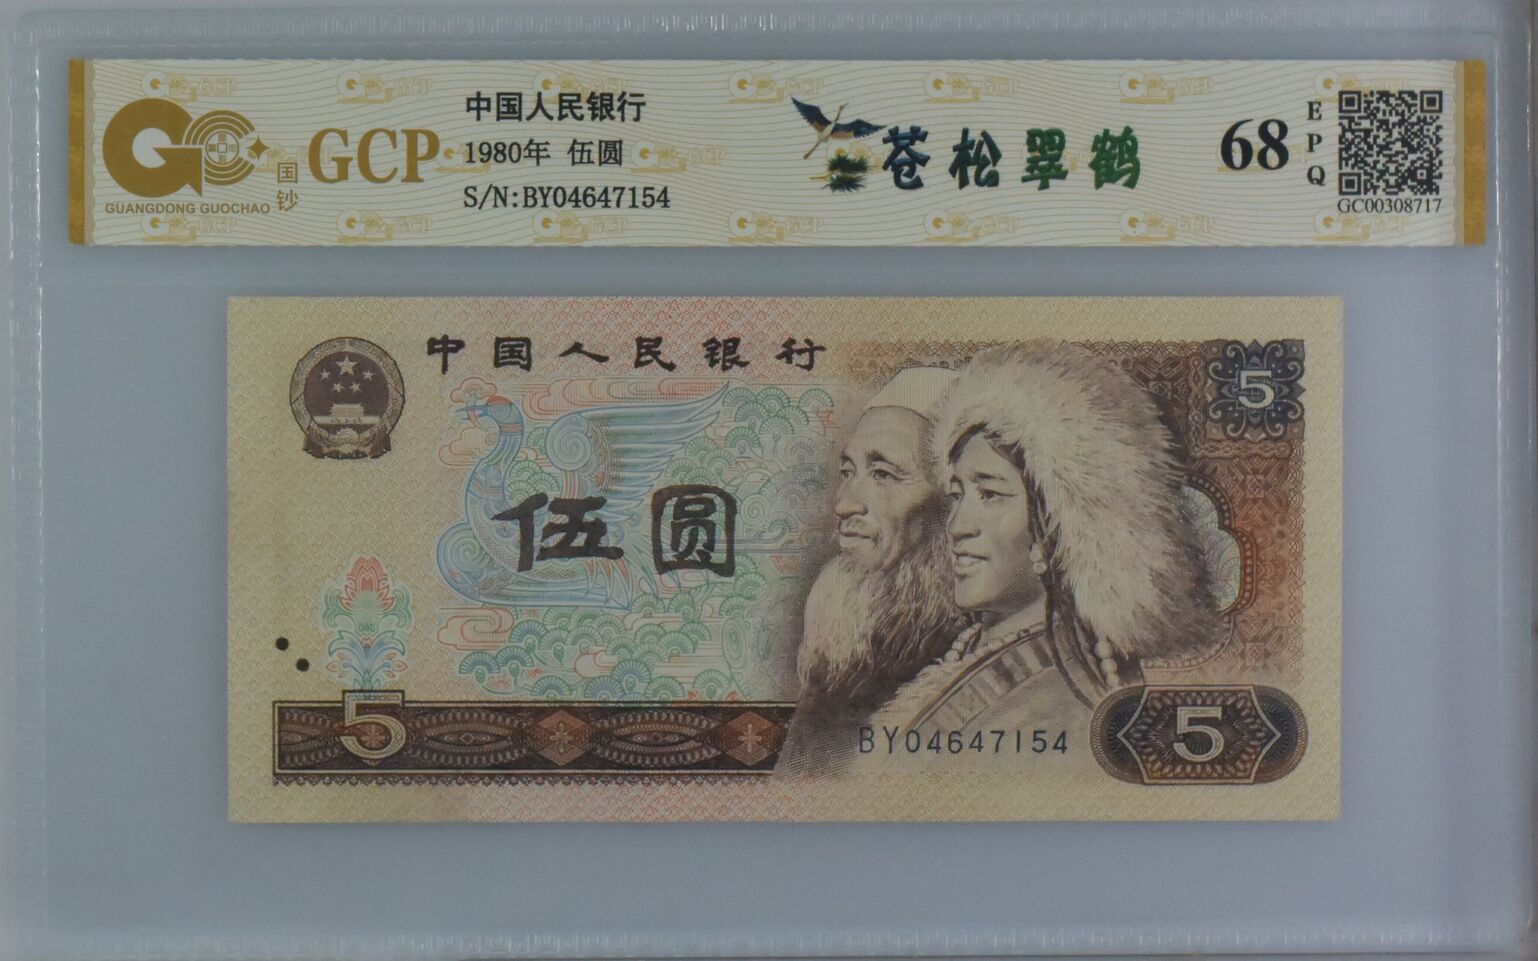 中国人民银行
1980年 伍圆
S/N:BY04647154
GCP
国钞
GUANGDONG GUOCHAO
苍松翠鹤
68
EPQ
GC00308717
中国人民银行
5
伍圆
5
BY04647154
5